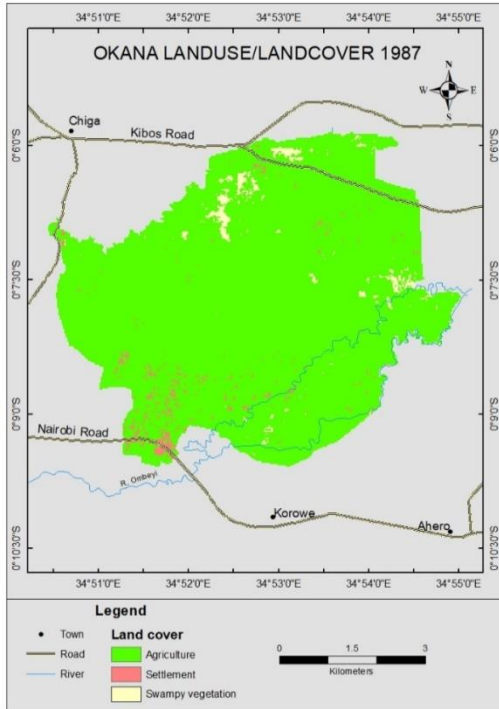 34°51'0"E 34°52'0"E 34°53'0"E 34°54'0"E 34°55'0"E
OKANA LANDUSE/LANDCOVER 1987
N
W E
S
Chiga
Kibos Road
0°6'0"S 0°6'0"S
0°7'30"S 0°7'30"S
0°9'0"S 0°9'0"S
Nairobi Road
R. Ombeyi
Korowe
Ahero
0°10'30"S 0°10'30"S
34°51'0"E 34°52'0"E 34°53'0"E 34°54'0"E 34°55'0"E
Legend
Town
Road
River
Land cover
Agriculture
Settlement
Swampy vegetation
0 1.5 3
Kilometers